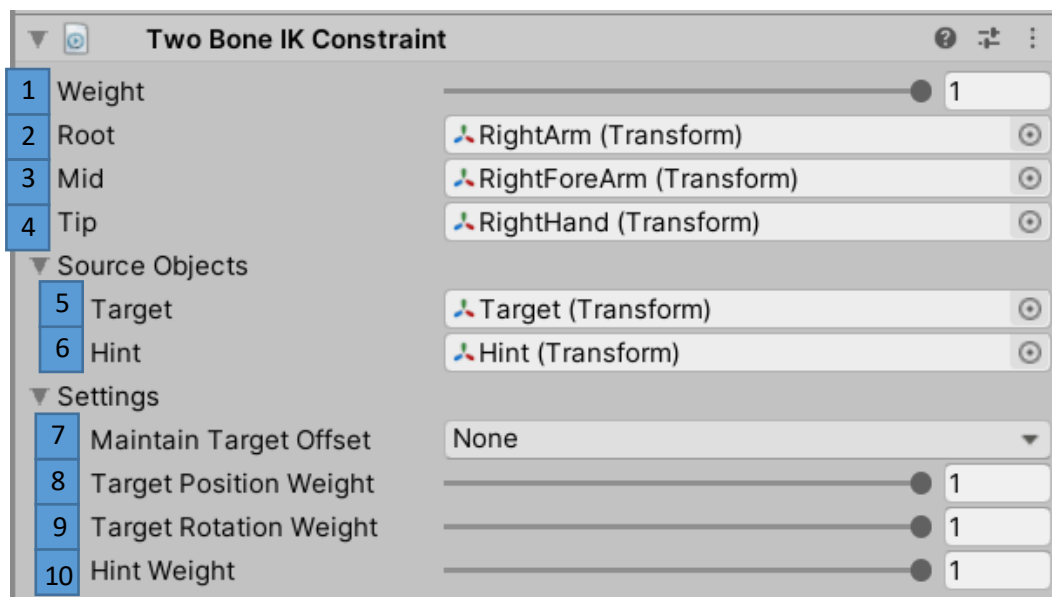 Two Bone IK Constraint
1 Weight 1
2 Root RightArm (Transform)
3 Mid RightForeArm (Transform)
4 Tip RightHand (Transform)
Source Objects
5 Target Target (Transform)
6 Hint Hint (Transform)
Settings
7 Maintain Target Offset None
8 Target Position Weight 1
9 Target Rotation Weight 1
10 Hint Weight 1